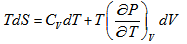 TdS = C_V dT + T(∂P/∂T)_V dV